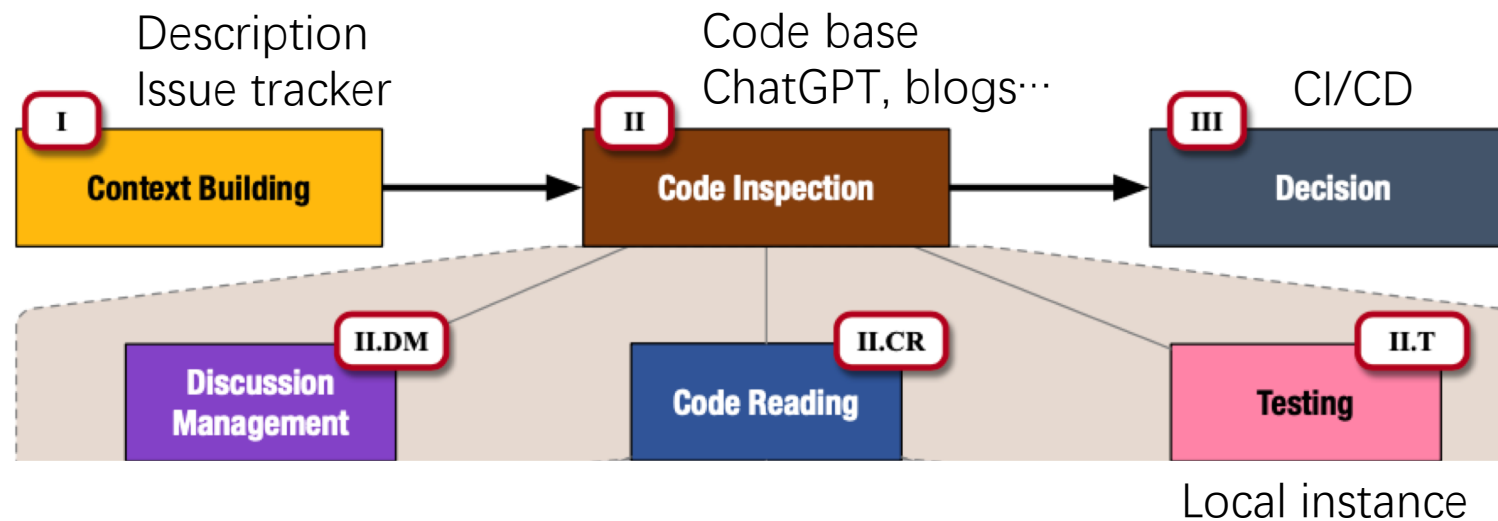 Description
Issue tracker
Code base
ChatGPT, blogs…
CI/CD
I
II
III
Context Building
Code Inspection
Decision
II.DM
II.CR
II.T
Discussion
Management
Code Reading
Testing
Local instance